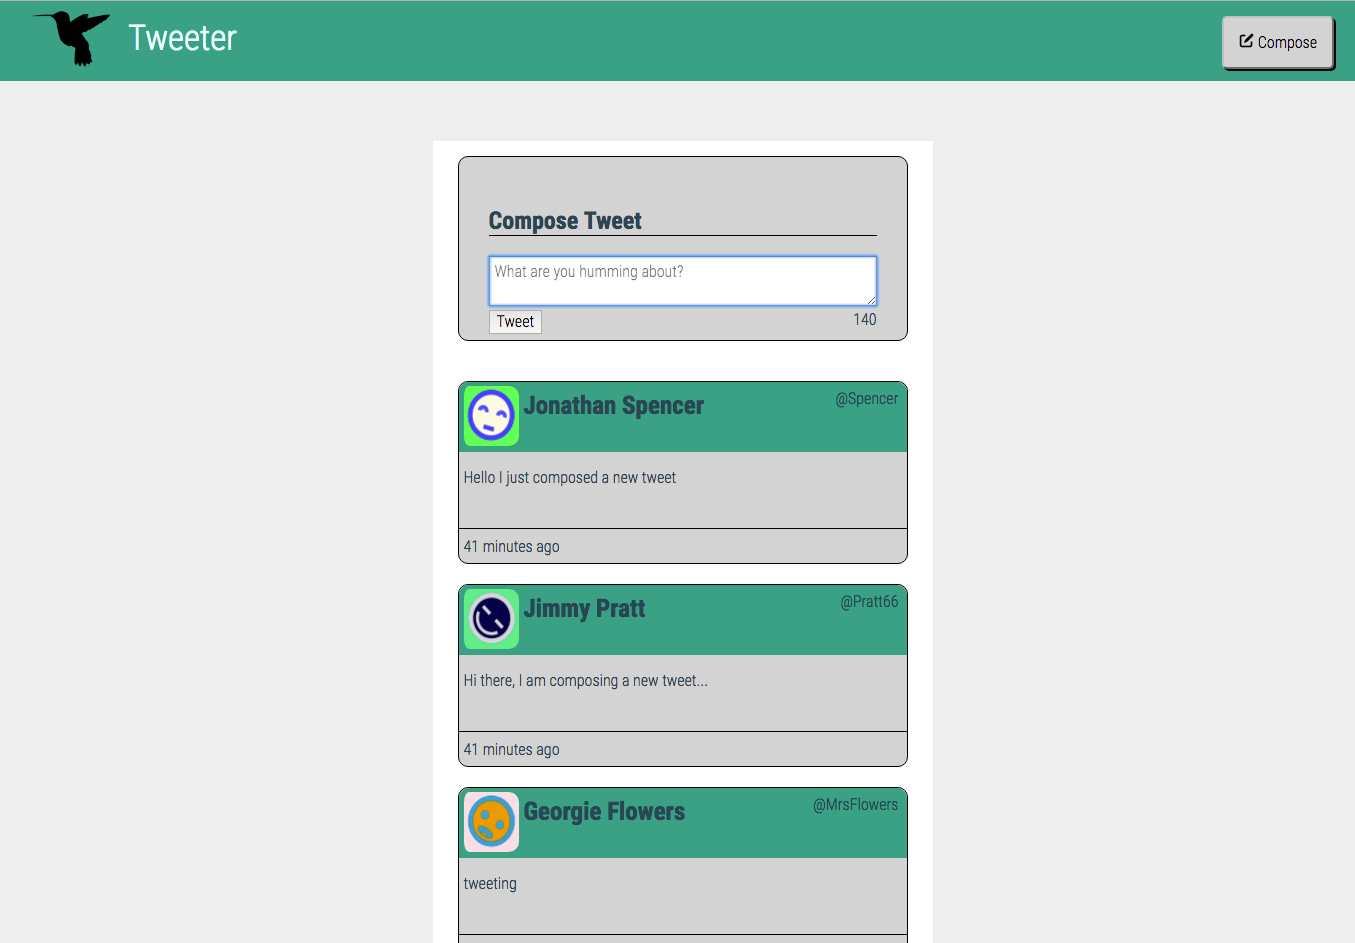 Tweeter
Compose
Compose Tweet
What are you humming about?
Tweet
140
Jonathan Spencer
@Spencer
Hello I just composed a new tweet
41 minutes ago
Jimmy Pratt
@Pratt66
Hi there, I am composing a new tweet...
41 minutes ago
Georgie Flowers
@MrsFlowers
tweeting